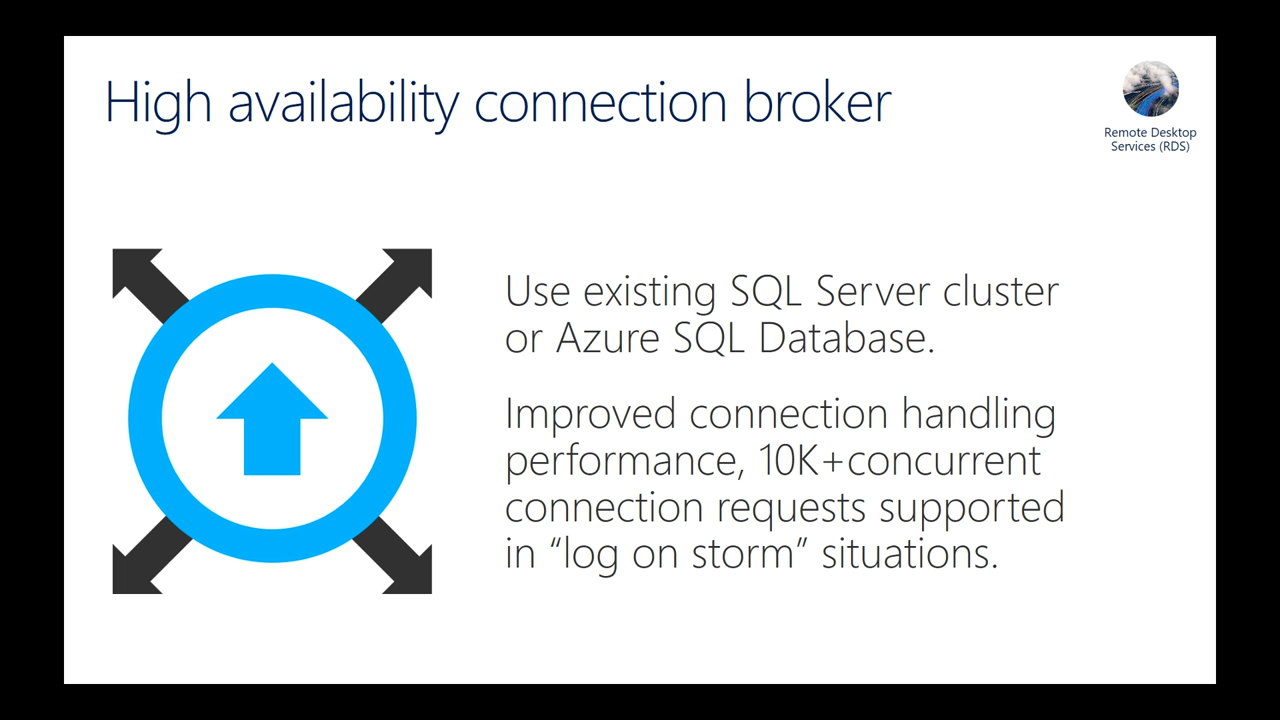 High availability connection broker
Remote Desktop
Services (RDS)
Use existing SQL Server cluster
or Azure SQL Database.
Improved connection handling
performance, 10K+concurrent
connection requests supported
in “log on storm” situations.